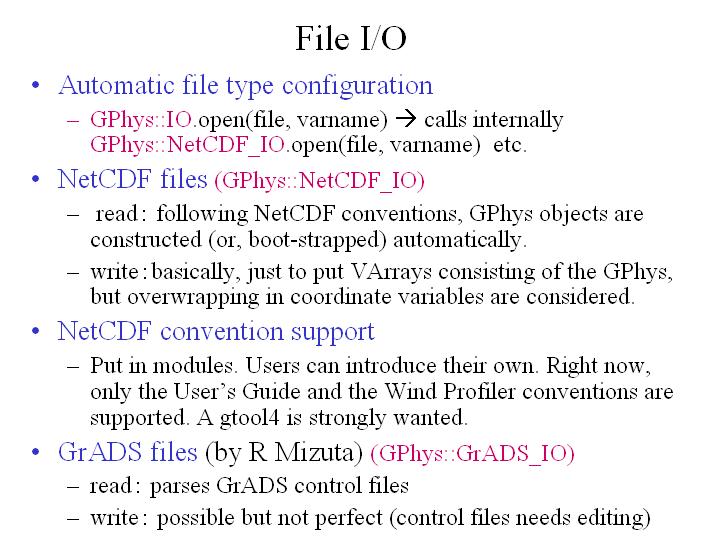 File I/O
• Automatic file type configuration
– GPhys::IO.open(file, varname) → calls internally
GPhys::NetCDF_IO.open(file, varname) etc.
• NetCDF files (GPhys::NetCDF_IO)
– read: following NetCDF conventions, GPhys objects are
constructed (or, boot-strapped) automatically.
– write:basically, just to put VArrays consisting of the GPhys,
but overwrapping in coordinate variables are considered.
• NetCDF convention support
– Put in modules. Users can introduce their own. Right now,
only the User's Guide and the Wind Profiler conventions are
supported. A gtool4 is strongly wanted.
• GrADS files (by R Mizuta) (GPhys::GrADS_IO)
– read: parses GrADS control files
– write: possible but not perfect (control files needs editing)